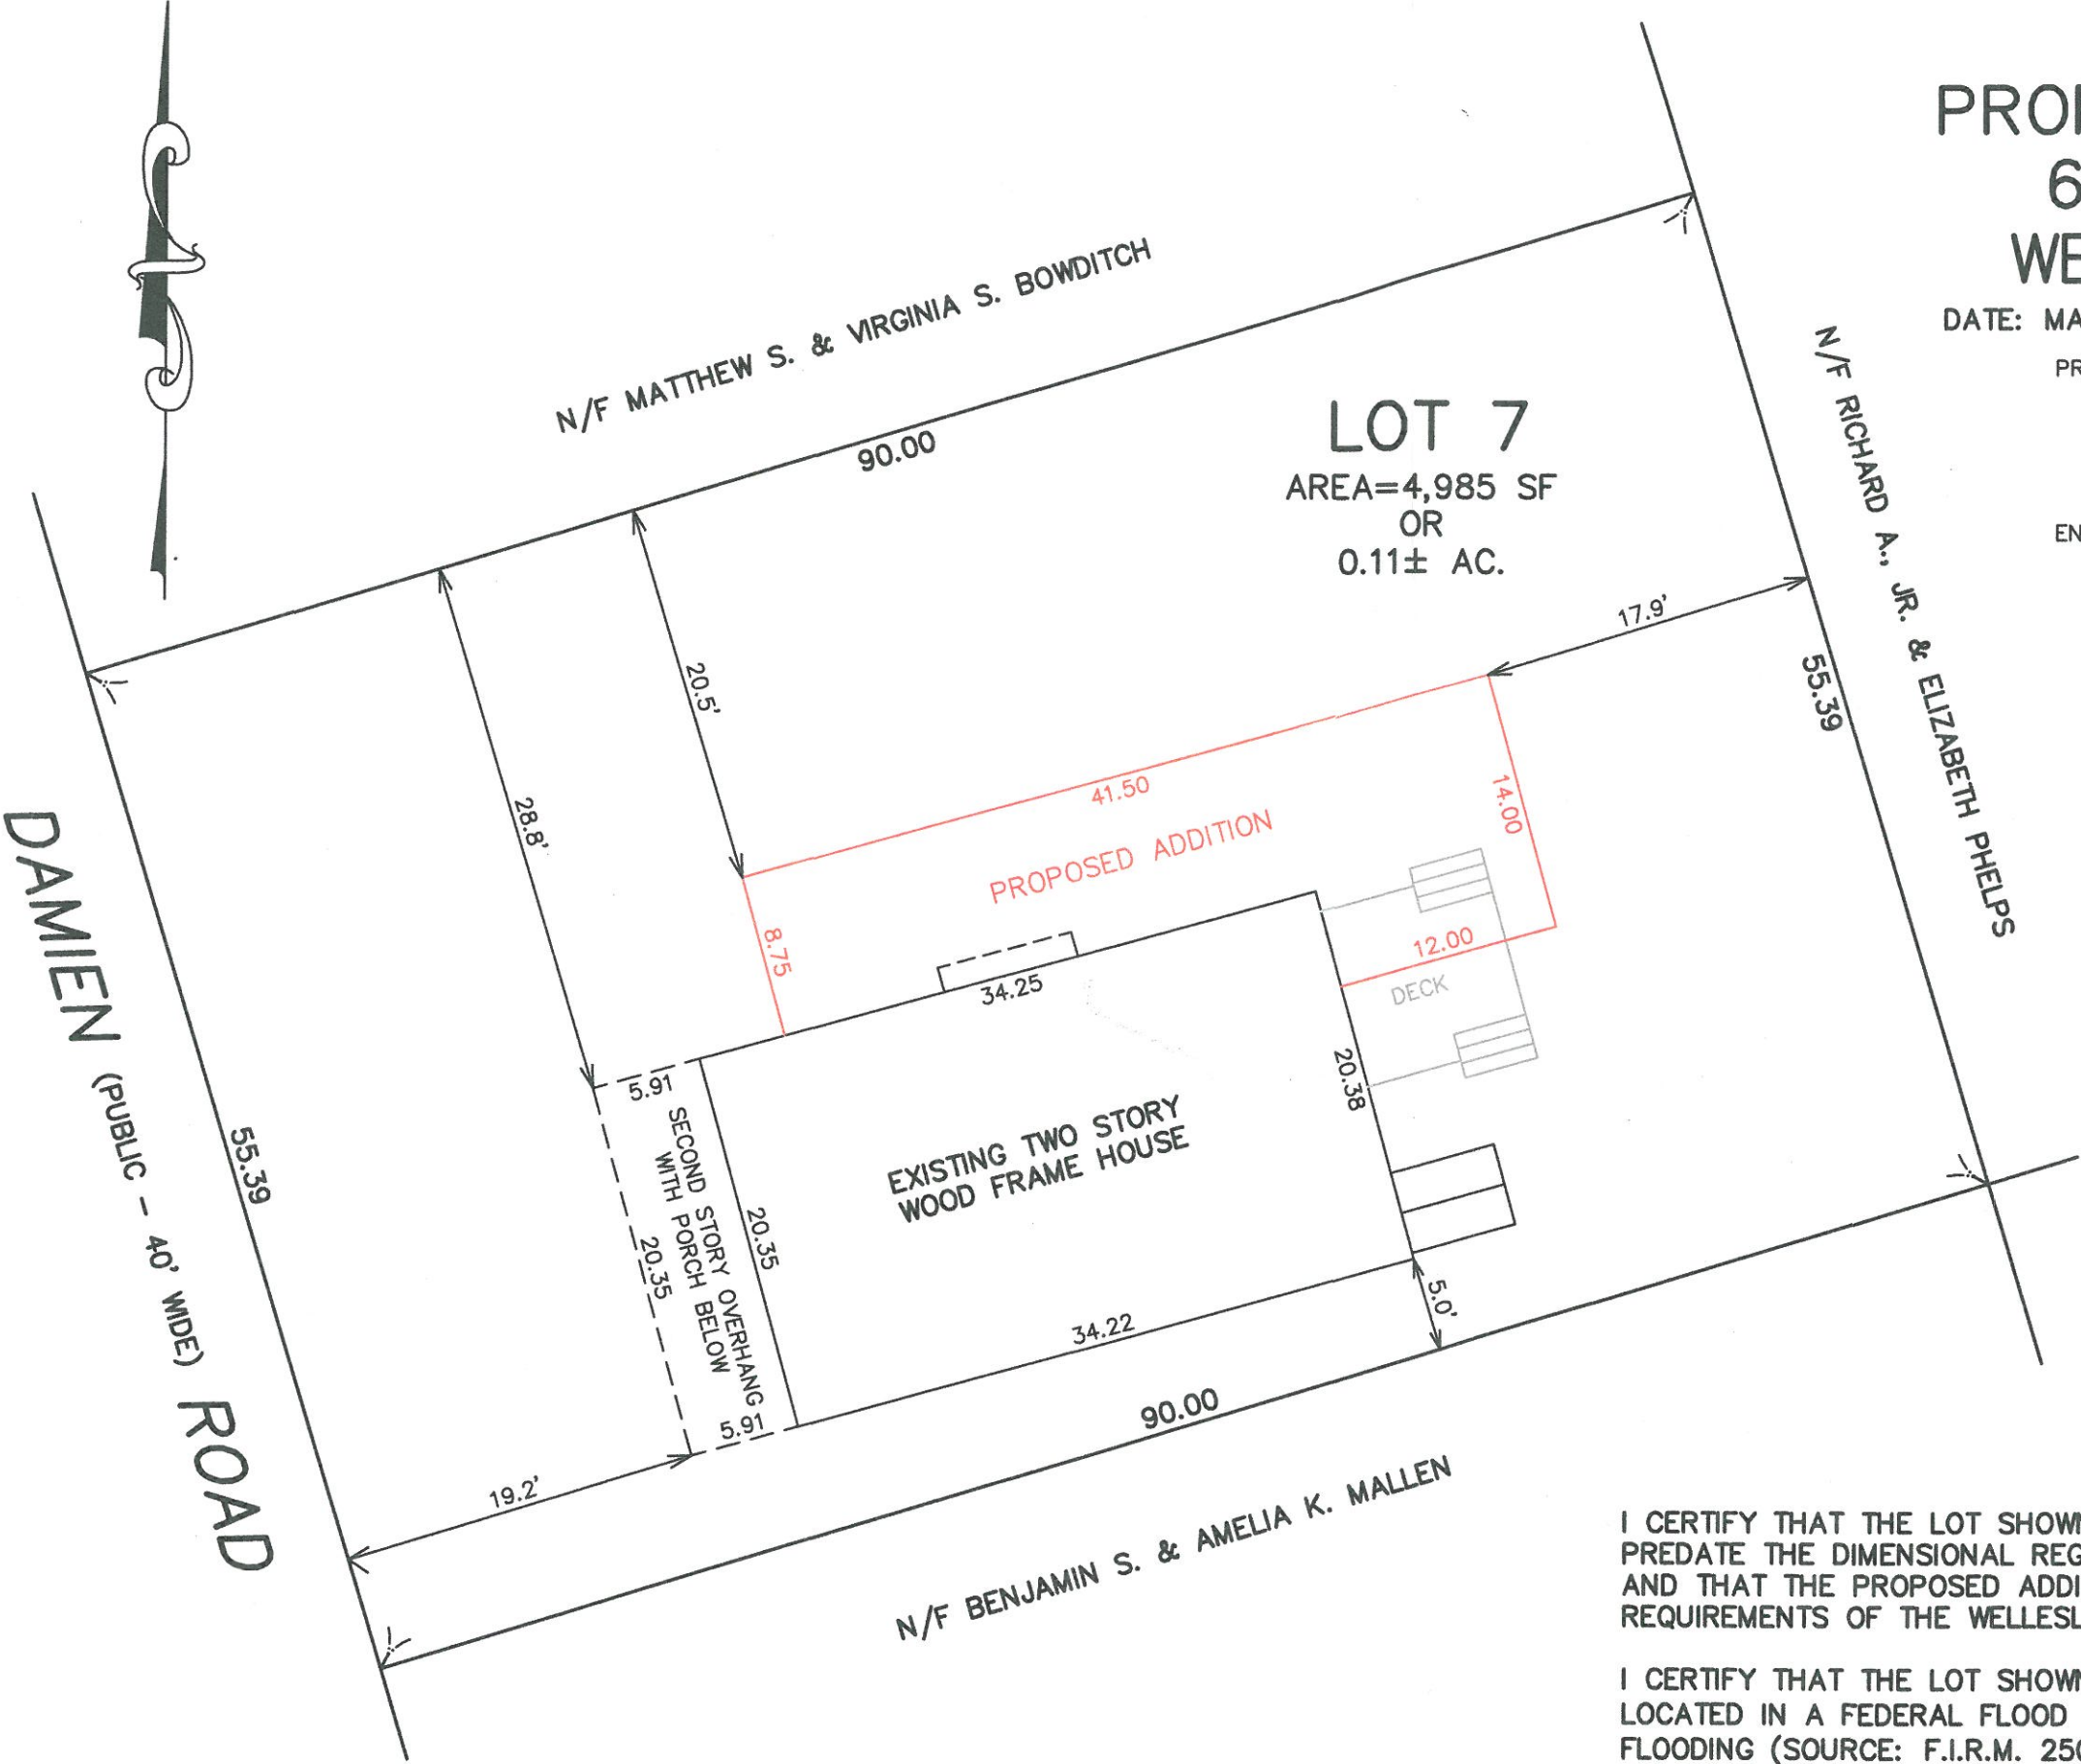 PRO
6
WE
DATE: MA
PR
EN
N/F MATTHEW S. & VIRGINIA S. BOWDITCH
90.00
LOT 7
AREA=4,985 SF
OR
0.11± AC.
N/F RICHARD A., JR. & ELIZABETH PHELPS
55.39
17.9'
20.5'
28.8'
41.50
14.00
PROPOSED ADDITION
8.75
12.00
DECK
34.25
20.38
5.91
SECOND STORY OVERHANG
WITH PORCH BELOW
20.35
20.35
EXISTING TWO STORY
WOOD FRAME HOUSE
34.22
5.0'
5.91
19.2'
90.00
55.39
DAMIEN (PUBLIC - 40' WIDE) ROAD
N/F BENJAMIN S. & AMELIA K. MALLEN
I CERTIFY THAT THE LOT SHOWN
PREDATE THE DIMENSIONAL REG
AND THAT THE PROPOSED ADDI
REQUIREMENTS OF THE WELLESL
I CERTIFY THAT THE LOT SHOWN
LOCATED IN A FEDERAL FLOOD
FLOODING (SOURCE: F.I.R.M. 250